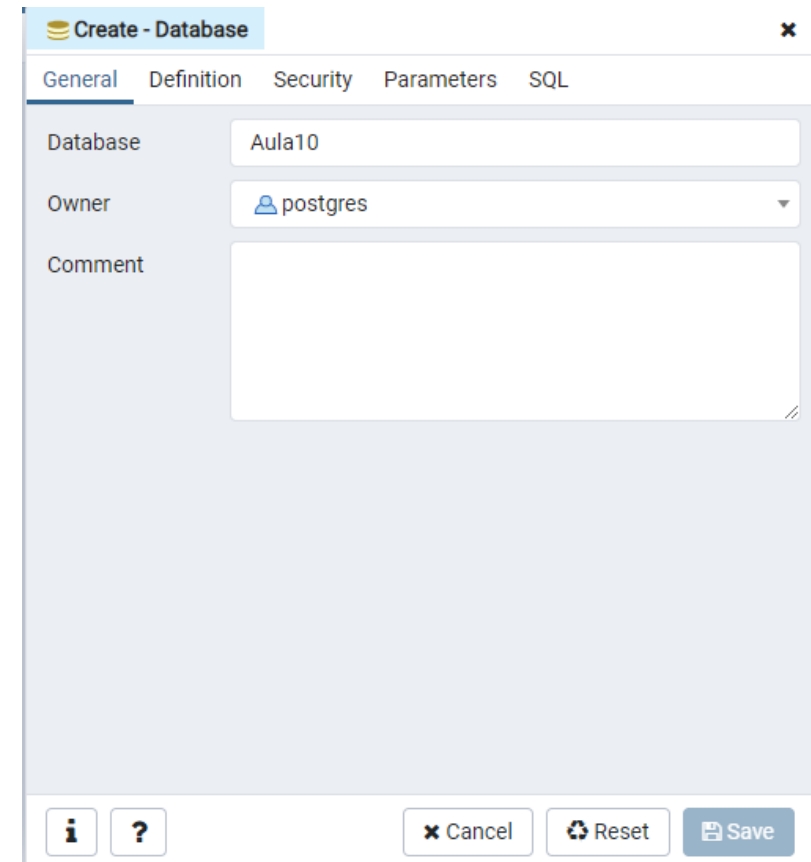 Create - Database
General Definition Security Parameters SQL
Database Aula10
Owner postgres
Comment
i ? Cancel Reset Save